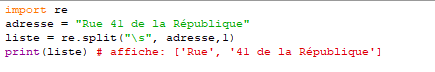 import re
adresse = "Rue 41 de la République"
liste = re.split("\s", adresse,1)
print(liste) # affiche: ['Rue', '41 de la République']